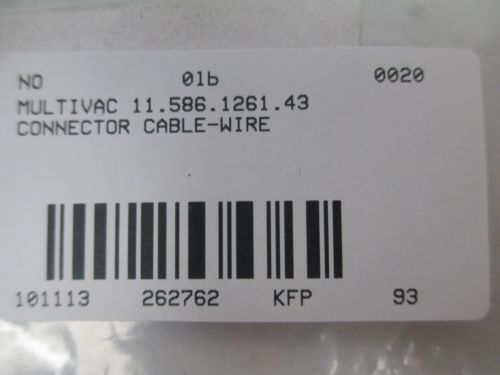 NO 01b 0020
MULTIVAC 11.586.1261.43
CONNECTOR CABLE-WIRE
101113 262762 KFP 93